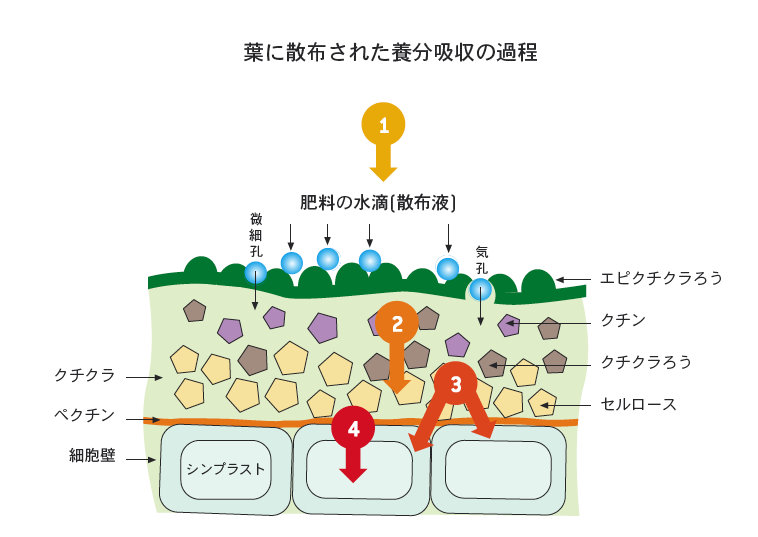 葉に散布された養分吸収の過程
1
肥料の水滴(散布液)
微細孔
気孔
エピクチクラろう
2
クチン
クチクラろう
クチクラ
3
セルロース
ペクチン
4
細胞壁
シンプラスト